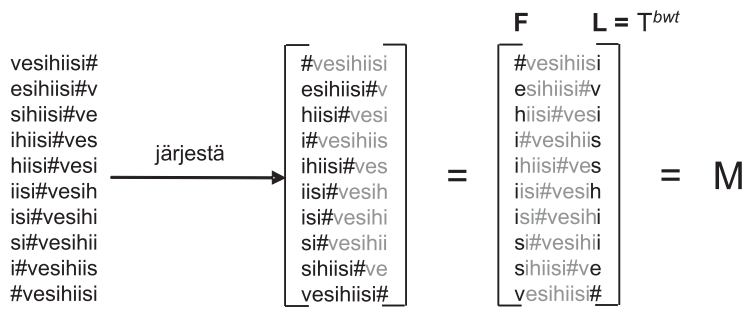 F L = T^bwt
vesihiisi# #vesihiisi #vesihiisi
esihiisi#v esihiisi#v esihiisi#v
sihiisi#ve hiisi#vesi hiisi#vesi
ihiisi#ves i#vesihiis i#vesihiis
hiisi#vesi järjestä ihiisi#ves ihiisi#ves
iisi#vesih iisi#vesih = iisi#vesih = M
isi#vesihi isi#vesihi isi#vesihi
si#vesihii si#vesihii si#vesihii
i#vesihiis sihiisi#ve sihiisi#ve
#vesihiisi vesihiisi# vesihiisi#